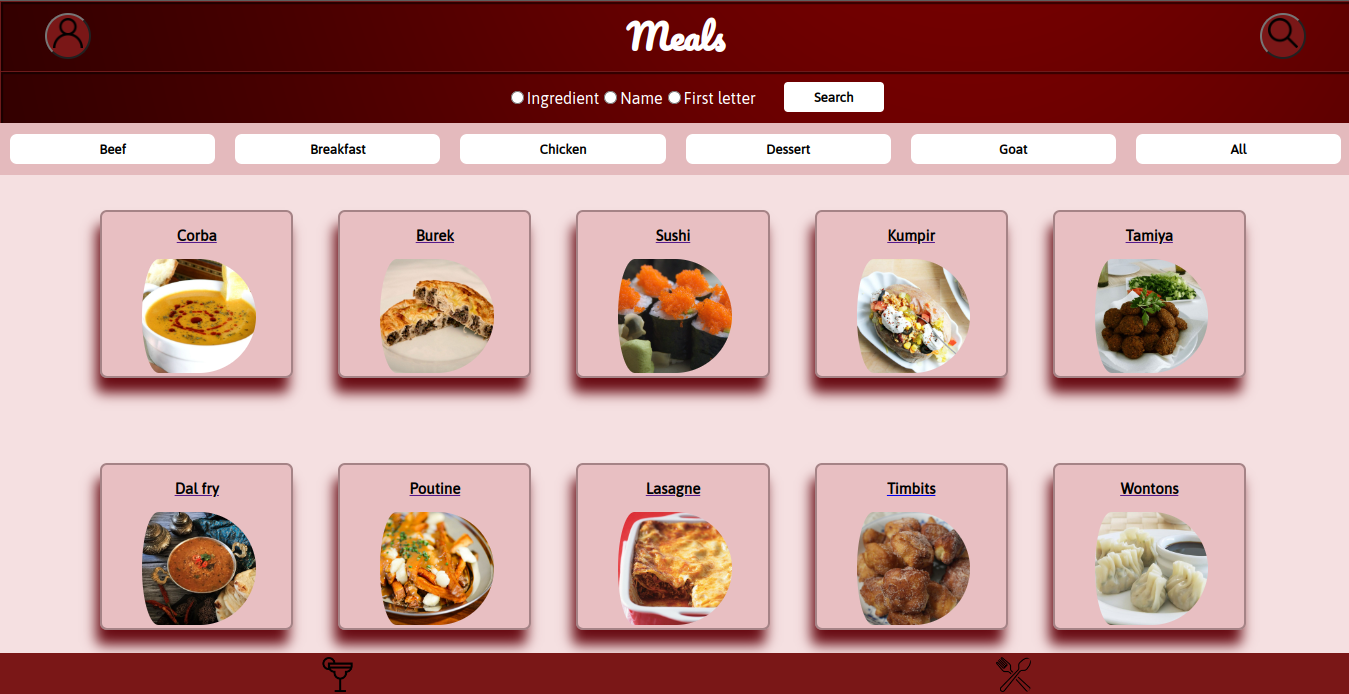 Meals
Ingredient Name First letter Search
Beef Breakfast Chicken Dessert Goat All
Corba Burek Sushi Kumpir Tamiya
Dal fry Poutine Lasagne Timbits Wontons